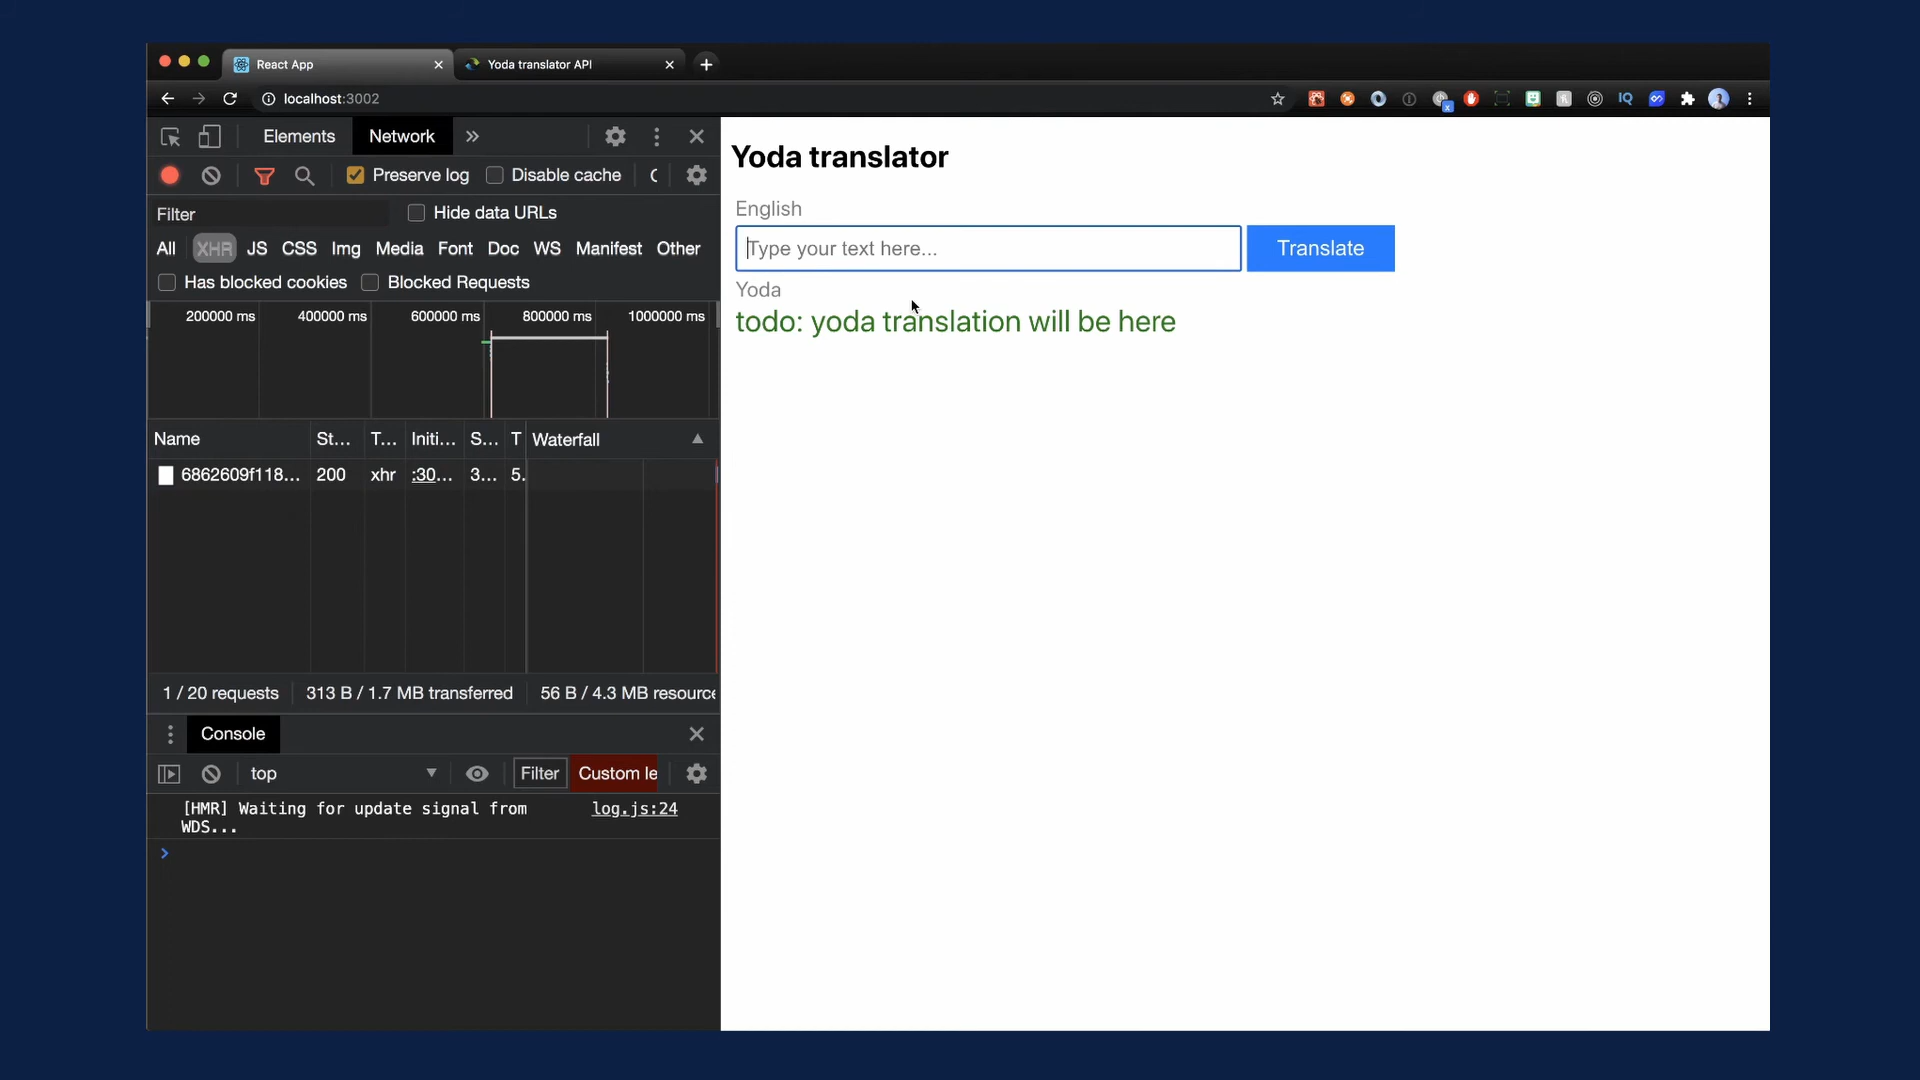 React App
Yoda translator API
localhost:3002
Elements Network
Preserve log Disable cache
Filter Hide data URLs
All XHR JS CSS Img Media Font Doc WS Manifest Other
Has blocked cookies Blocked Requests
200000 ms 400000 ms 600000 ms 800000 ms 1000000 ms
Name St... T... Initi... S... T Waterfall
6862609f118... 200 xhr :30... 3... 5.
1 / 20 requests 313 B / 1.7 MB transferred 56 B / 4.3 MB resource
Console
top Filter Custom le
[HMR] Waiting for update signal from log.js:24
WDS...
Yoda translator
English
Type your text here... Translate
Yoda
todo: yoda translation will be here